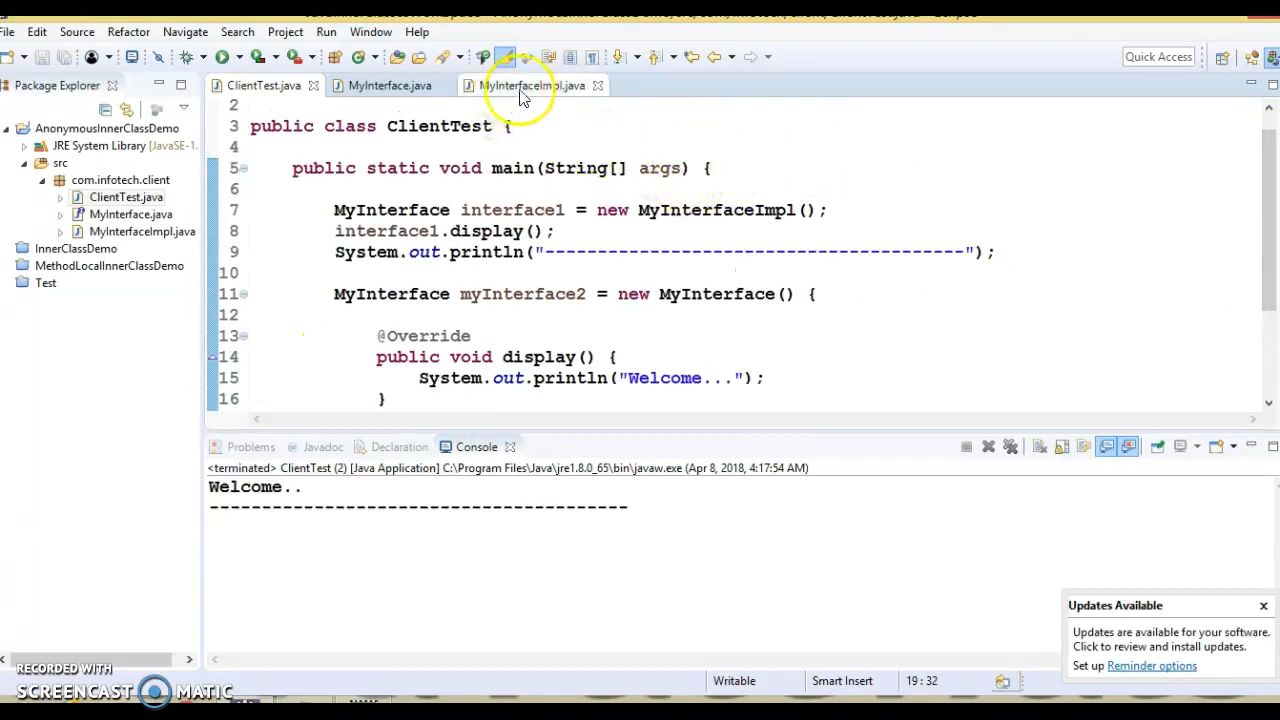 File Edit Source Refactor Navigate Search Project Run Window Help
Quick Access
Package Explorer
ClientTest.java MyInterface.java MyInterfaceImpl.java
AnonymousInnerClassDemo
JRE System Library [JavaSE-1
src
com.infotech.client
ClientTest.java
MyInterface.java
MyInterfaceImpl.java
InnerClassDemo
MethodLocalInnerClassDemo
Test
2
3 public class ClientTest {
4
5 public static void main(String[] args) {
6
7 MyInterface interface1 = new MyInterfaceImpl();
8 interface1.display();
9 System.out.println("----------------------------------------");
10
11 MyInterface myInterface2 = new MyInterface() {
12
13 @Override
14 public void display() {
15 System.out.println("Welcome...");
16 }
Problems Javadoc Declaration Console
<terminated> ClientTest (2) [Java Application] C:\Program Files\Java\jre1.8.0_65\bin\javaw.exe (Apr 8, 2018, 4:17:54 AM)
Welcome..
----------------------------------------
Updates Available
Updates are available for your software.
Click to review and install updates.
Set up Reminder options
Writable Smart Insert 19 : 32
RECORDED WITH
SCREENCAST MATIC